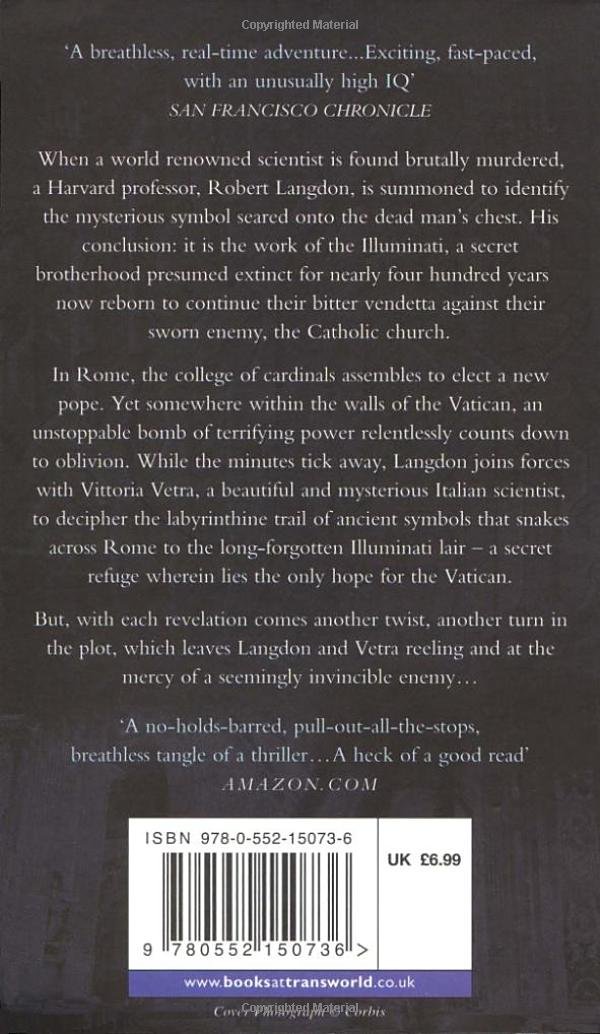 Copyrighted Material
‘A breathless, real-time adventure...Exciting, fast-paced,
with an unusually high IQ’
SAN FRANCISCO CHRONICLE
When a world renowned scientist is found brutally murdered,
a Harvard professor, Robert Langdon, is summoned to identify
the mysterious symbol seared onto the dead man’s chest. His
conclusion: it is the work of the Illuminati, a secret
brotherhood presumed extinct for nearly four hundred years
now reborn to continue their bitter vendetta against their
sworn enemy, the Catholic church.
In Rome, the college of cardinals assembles to elect a new
pope. Yet somewhere within the walls of the Vatican, an
unstoppable bomb of terrifying power relentlessly counts down
to oblivion. While the minutes tick away, Langdon joins forces
with Vittoria Vetra, a beautiful and mysterious Italian scientist,
to decipher the labyrinthine trail of ancient symbols that snakes
across Rome to the long-forgotten Illuminati lair – a secret
refuge wherein lies the only hope for the Vatican.
But, with each revelation comes another twist, another turn in
the plot, which leaves Langdon and Vetra reeling and at the
mercy of a seemingly invincible enemy…
‘A no-holds-barred, pull-out-all-the-stops,
breathless tangle of a thriller…A heck of a good read’
AMAZON.COM
ISBN 978-0-552-15073-6
UK £6.99
9 780552 150736 >
www.booksattransworld.co.uk
Cover Photograph © Corbis
Copyrighted Material